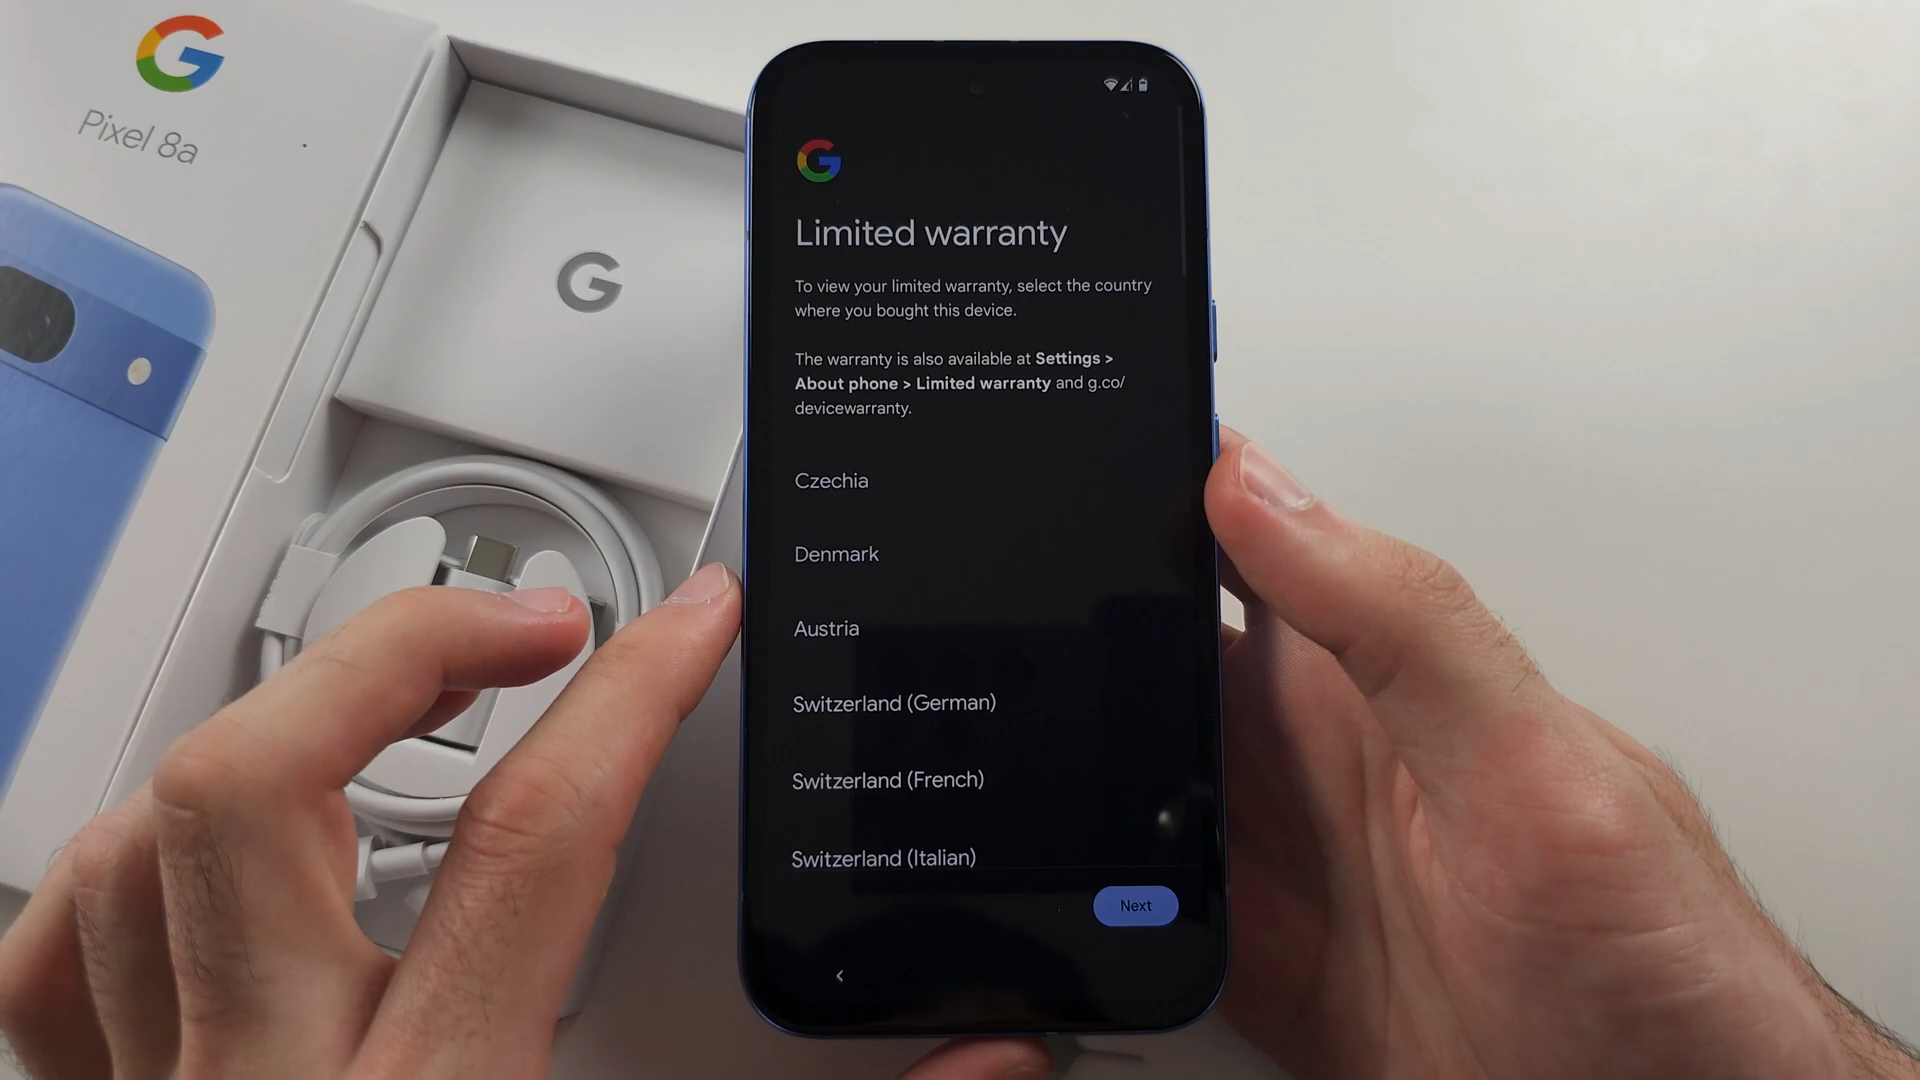 Pixel 8a
Limited warranty
To view your limited warranty, select the country
where you bought this device.
The warranty is also available at Settings >
About phone > Limited warranty and g.co/
devicewarranty.
Czechia
Denmark
Austria
Switzerland (German)
Switzerland (French)
Switzerland (Italian)
Next